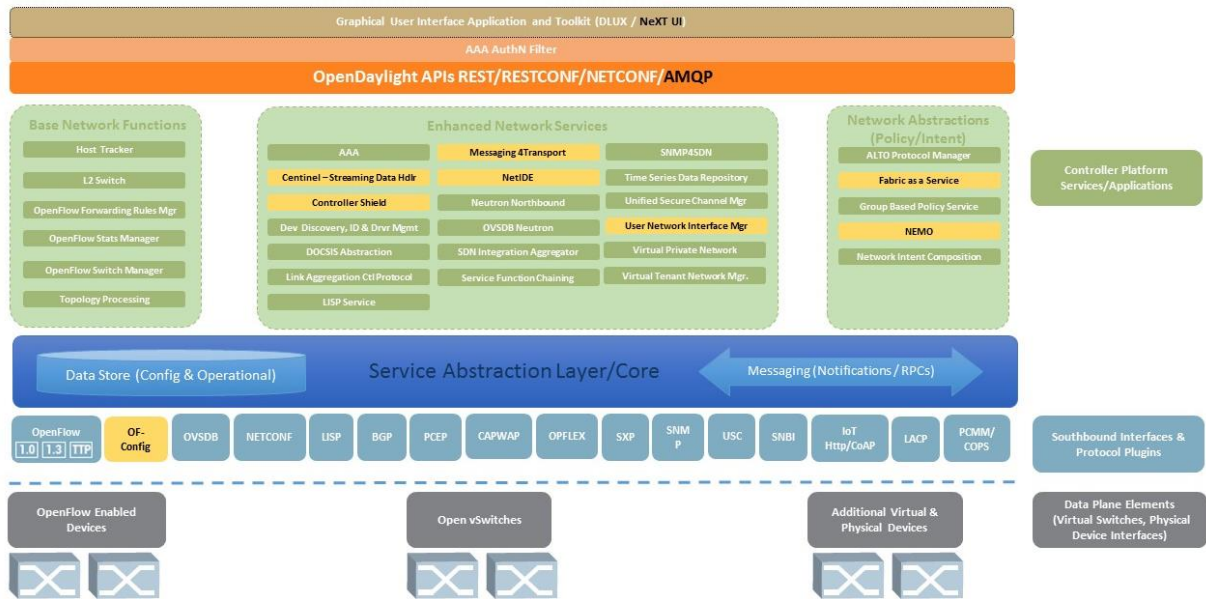 Graphical User Interface Application and Toolkit (DLUX / NeXT UI)
AAA AuthN Filter
OpenDaylight APIs REST/RESTCONF/NETCONF/AMQP
Base Network Functions
Host Tracker
L2 Switch
OpenFlow Forwarding Rules Mgr
OpenFlow Stats Manager
OpenFlow Switch Manager
Topology Processing
Enhanced Network Services
AAA
Centinel – Streaming Data Hdlr
Controller Shield
Dev Discovery, ID & Drvr Mgmt
DOCSIS Abstraction
Link Aggregation Ctl Protocol
LISP Service
Messaging 4Transport
NetIDE
Neutron Northbound
OVSDB Neutron
SDN Integration Aggregator
Service Function Chaining
SNMP4SDN
Time Series Data Repository
Unified Secure Channel Mgr
User Network Interface Mgr
Virtual Private Network
Virtual Tenant Network Mgr.
Network Abstractions
(Policy/Intent)
ALTO Protocol Manager
Fabric as a Service
Group Based Policy Service
NEMO
Network Intent Composition
Controller Platform
Services/Applications
Data Store (Config & Operational)
Service Abstraction Layer/Core
Messaging (Notifications / RPCs)
OpenFlow
1.0 1.3 TTP
OF-
Config
OVSDB
NETCONF
LISP
BGP
PCEP
CAPWAP
OPFLEX
SXP
SNM
P
USC
SNBI
IoT
Http/CoAP
LACP
PCMM/
COPS
Southbound Interfaces &
Protocol Plugins
OpenFlow Enabled
Devices
Open vSwitches
Additional Virtual &
Physical Devices
Data Plane Elements
(Virtual Switches, Physical
Device Interfaces)